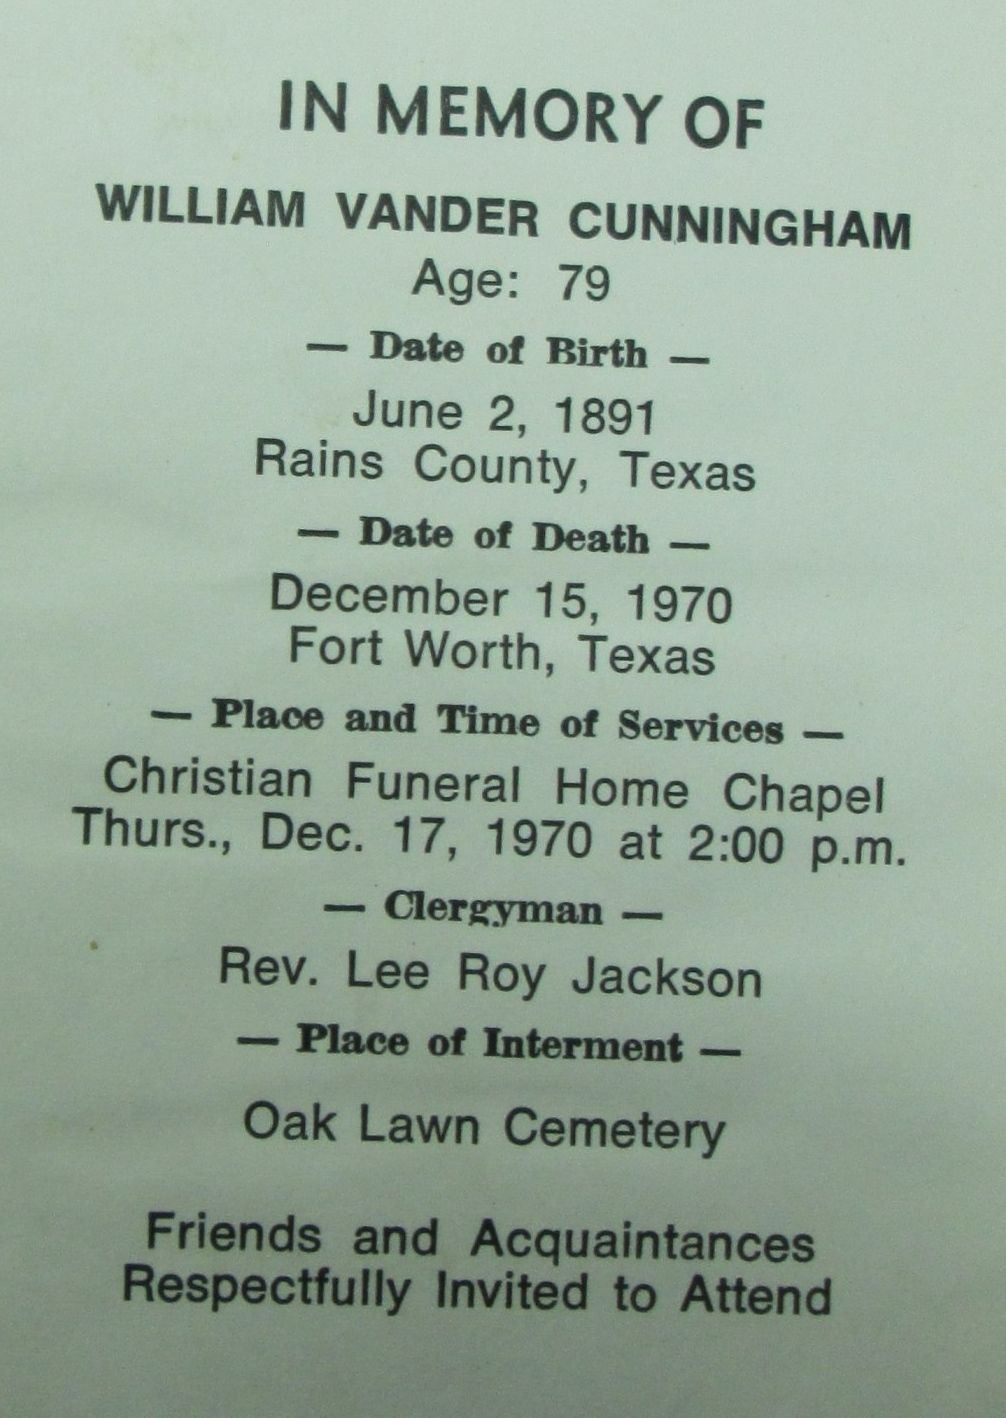 IN MEMORY OF
WILLIAM VANDER CUNNINGHAM
Age: 79
— Date of Birth —
June 2, 1891
Rains County, Texas
— Date of Death —
December 15, 1970
Fort Worth, Texas
— Place and Time of Services —
Christian Funeral Home Chapel
Thurs., Dec. 17, 1970 at 2:00 p.m.
— Clergyman —
Rev. Lee Roy Jackson
— Place of Interment —
Oak Lawn Cemetery
Friends and Acquaintances
Respectfully Invited to Attend